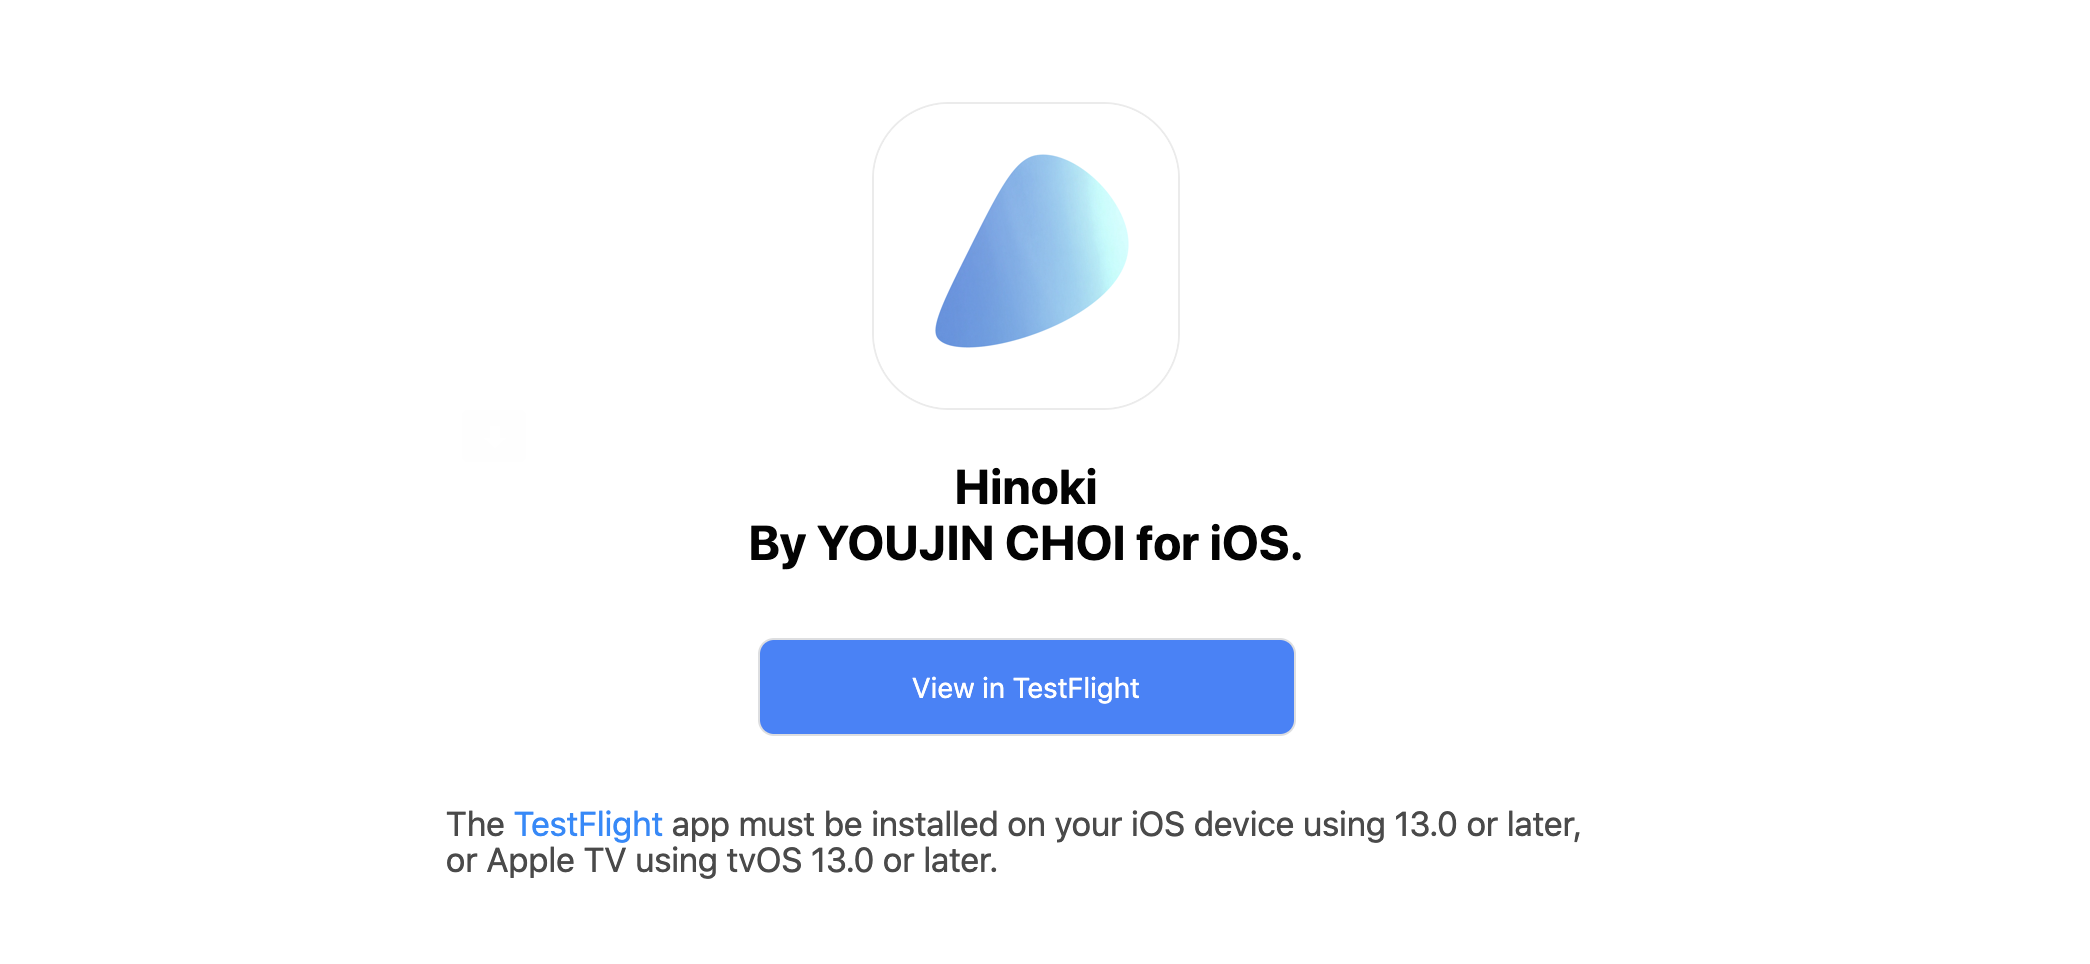 Hinoki
By YOUJIN CHOI for iOS.
View in TestFlight
The TestFlight app must be installed on your iOS device using 13.0 or later,
or Apple TV using tvOS 13.0 or later.